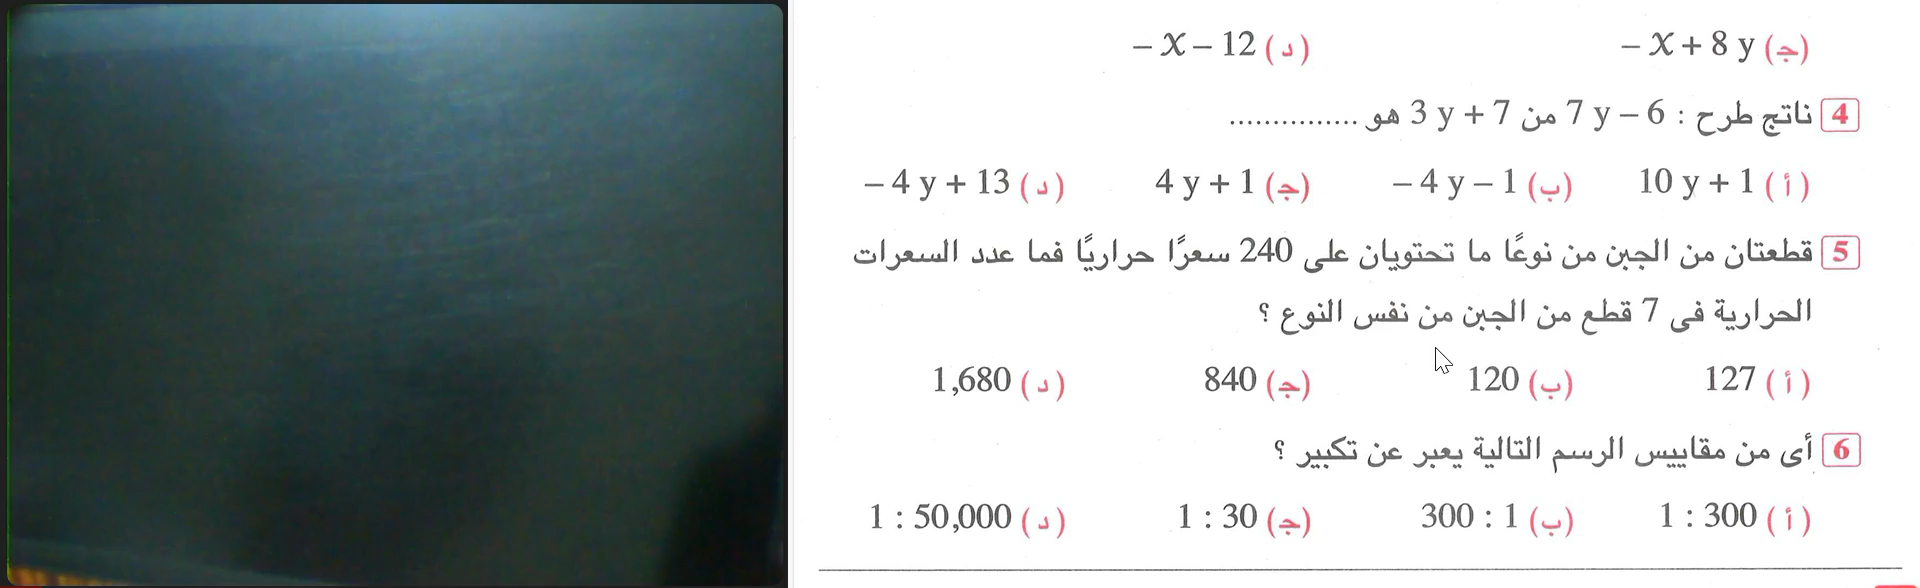 (جـ) – X + 8 y (د) – X – 12
4 ناتج طرح : 7 y – 6 من 3 y + 7 هو ...............
(أ) 10 y + 1 (ب) – 4 y – 1 (جـ) 4 y + 1 (د) – 4 y + 13
5 قطعتان من الجبن من نوعًا ما تحتويان على 240 سعرًا حراريًا فما عدد السعرات
الحرارية فى 7 قطع من الجبن من نفس النوع ؟
(أ) 127 (ب) 120 (جـ) 840 (د) 1,680
6 أى من مقاييس الرسم التالية يعبر عن تكبير ؟
(أ) 1 : 300 (ب) 300 : 1 (جـ) 1 : 30 (د) 1 : 50,000